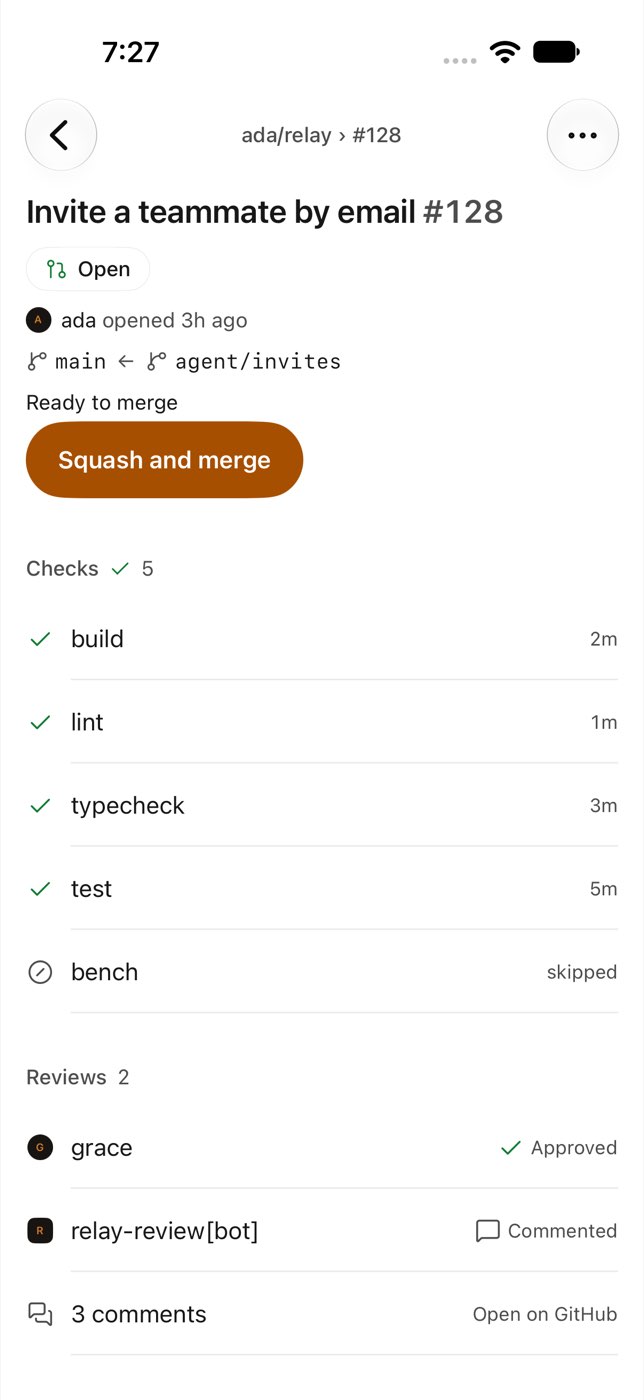 7:27
ada/relay › #128
Invite a teammate by email #128
Open
A ada opened 3h ago
main ← agent/invites
Ready to merge
Squash and merge
Checks 5
build 2m
lint 1m
typecheck 3m
test 5m
bench skipped
Reviews 2
G grace Approved
R relay-review[bot] Commented
3 comments Open on GitHub